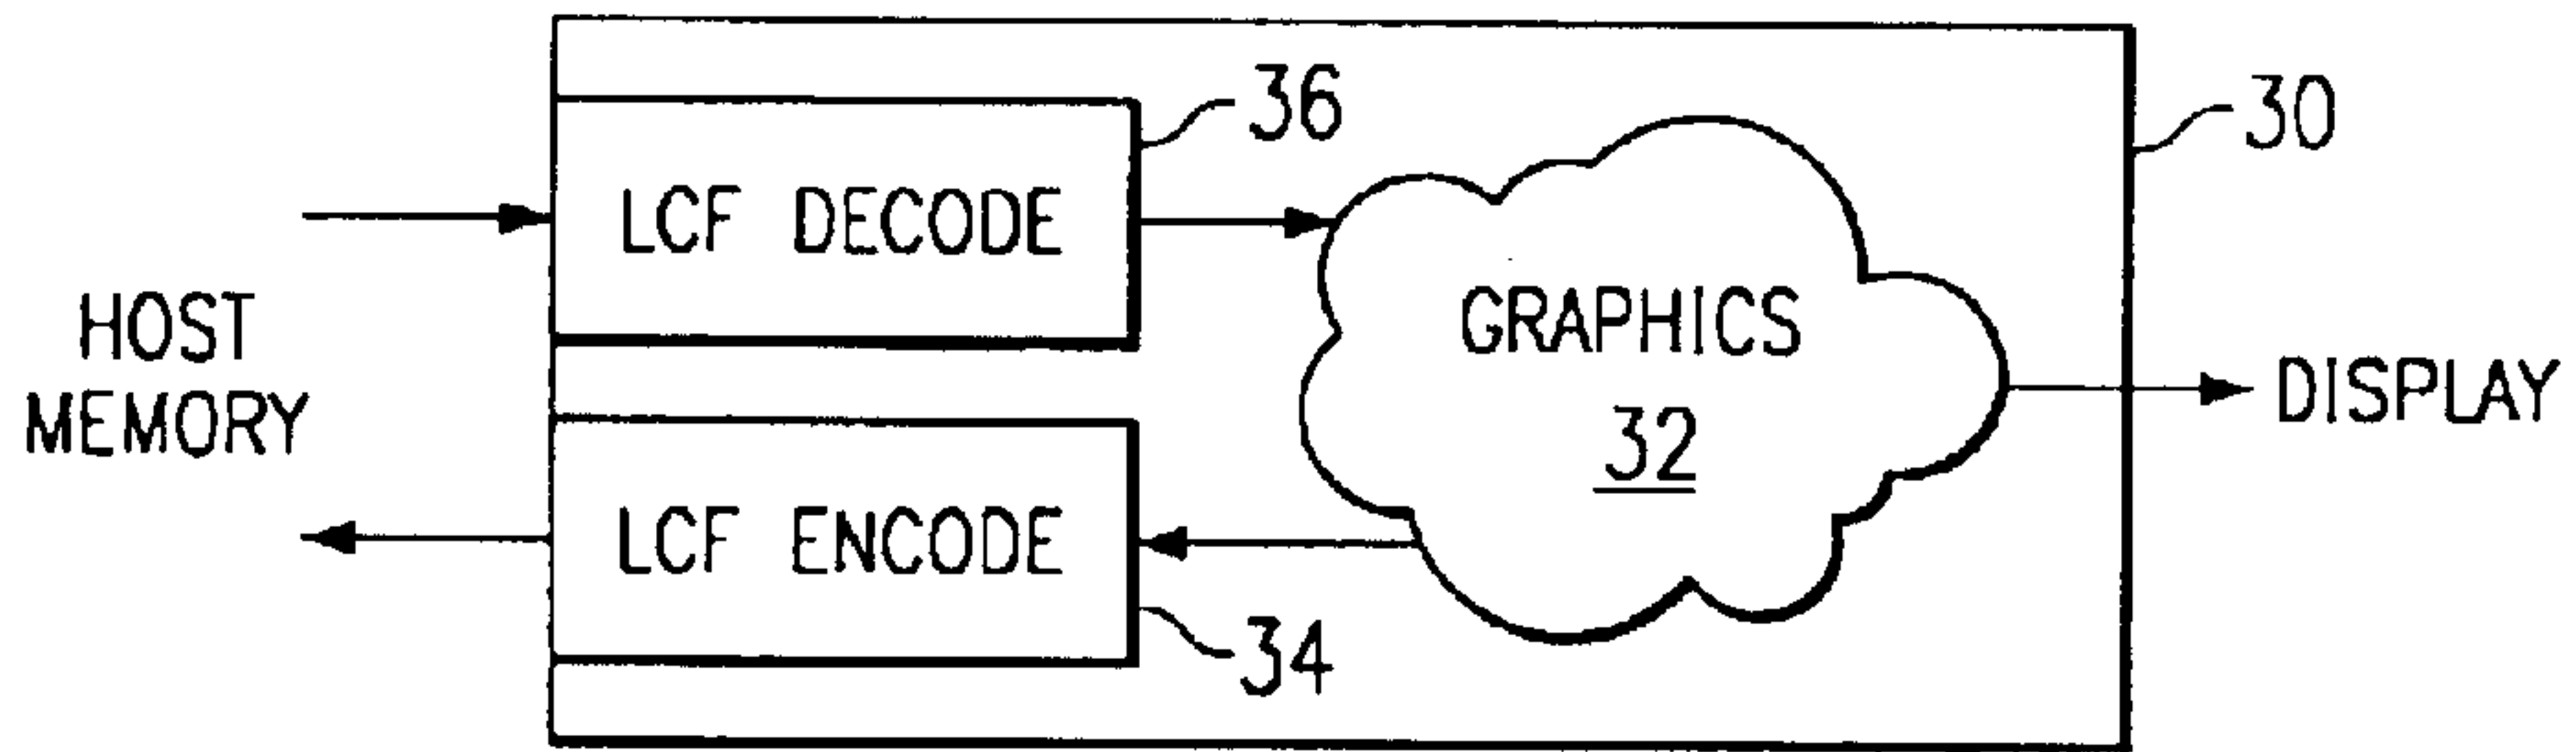 36
30
LCF DECODE
HOST
MEMORY
GRAPHICS
32
DISPLAY
LCF ENCODE
34